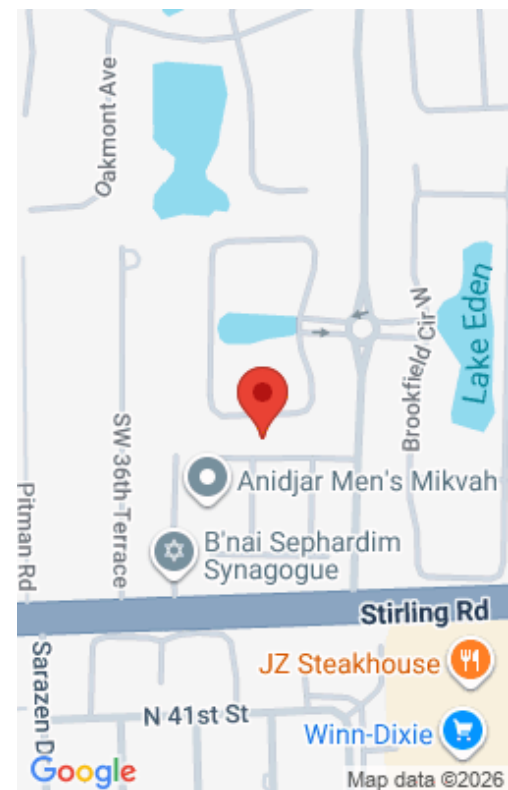 Oakmont Ave
Lake Eden
Brookfield Cir W
SW 36th Terrace
Pitman Rd
Anidjar Men's Mikvah
B'nai Sephardim
Synagogue
Stirling Rd
Sarazen D
JZ Steakhouse
N 41st St
Winn-Dixie
Google
Map data ©2026